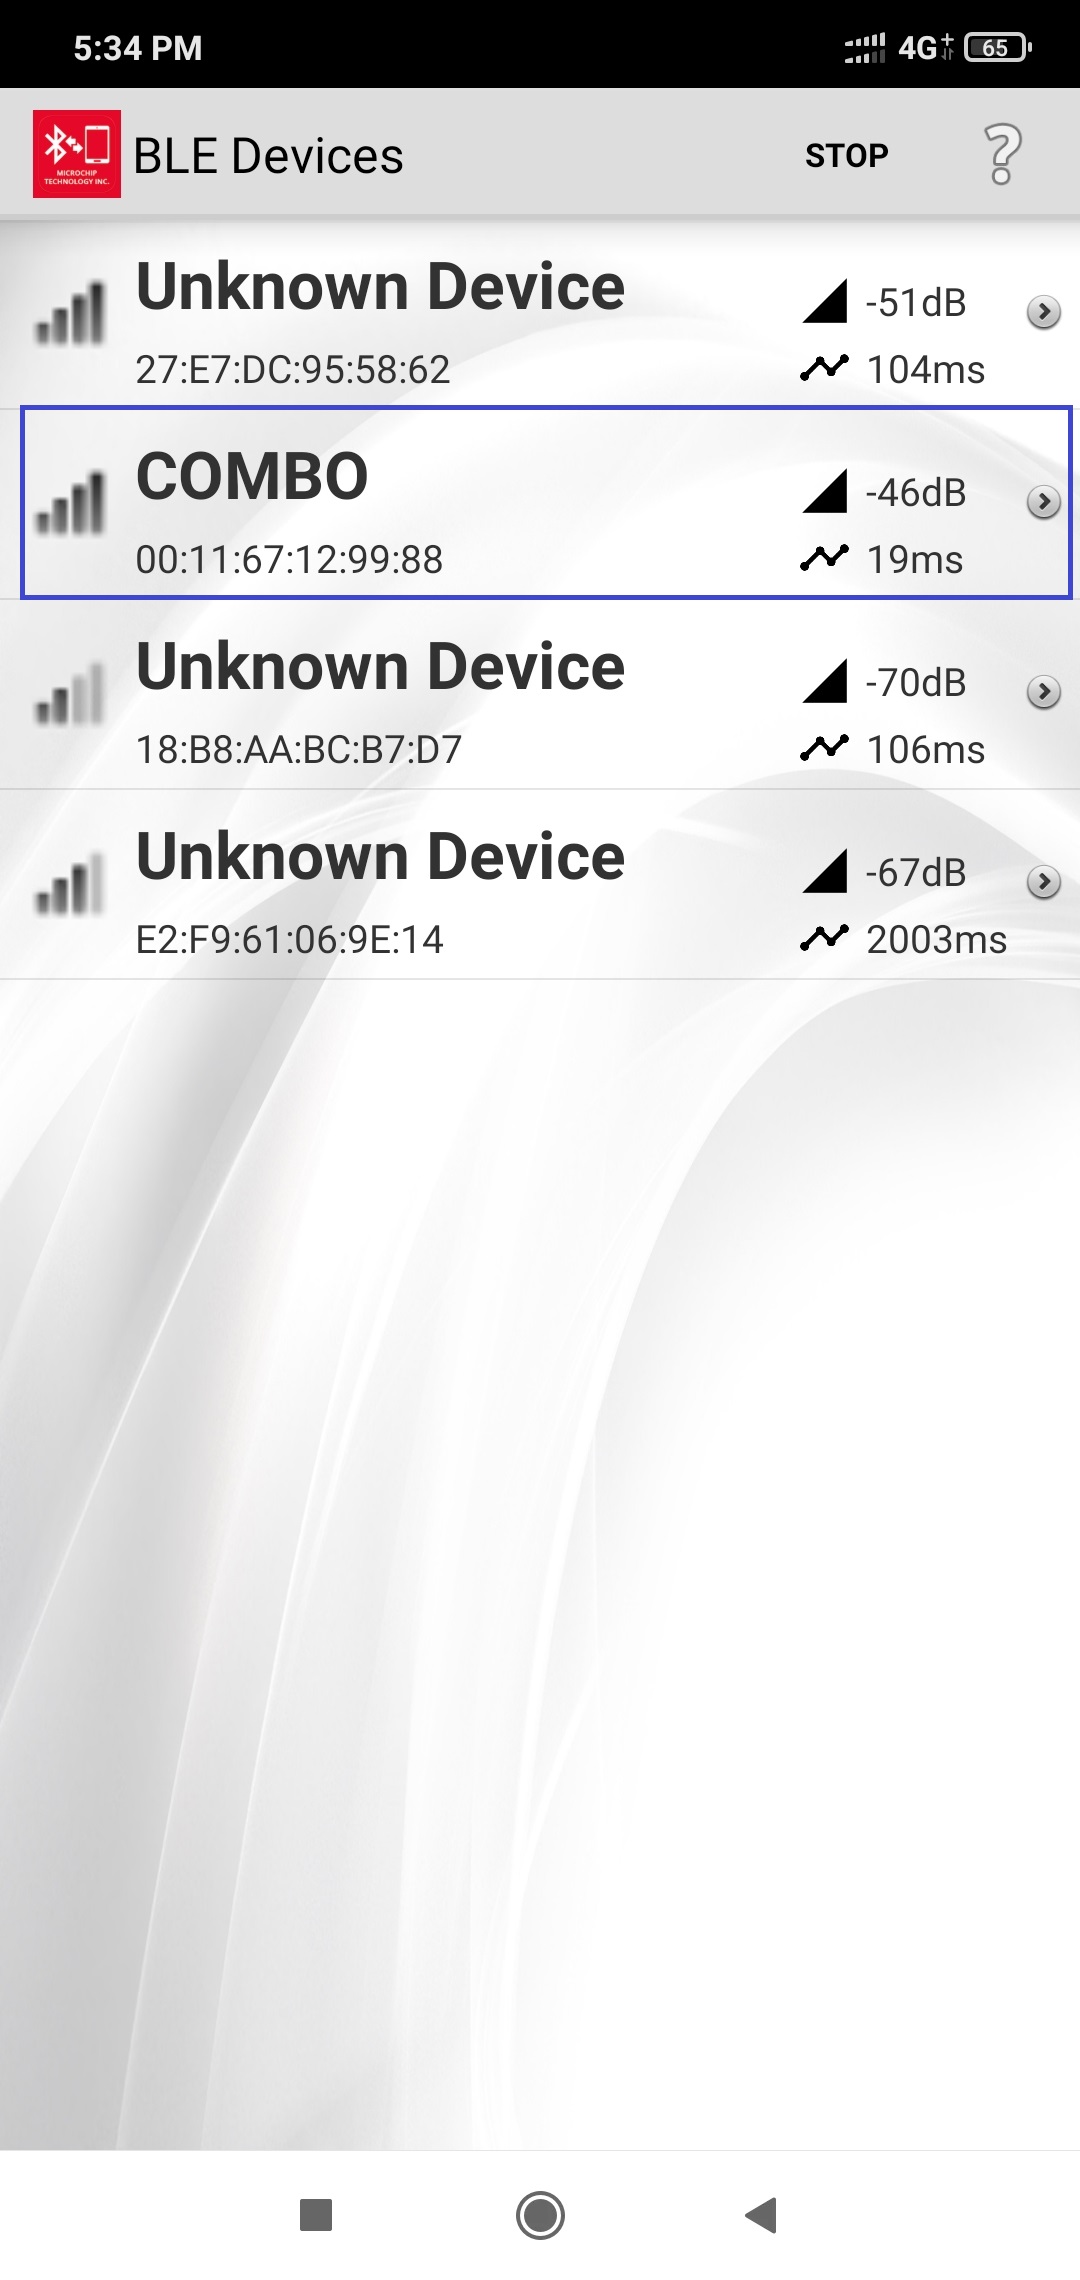 5:34 PM 4G+ 65
MICROCHIP
TECHNOLOGY INC.
BLE Devices STOP
Unknown Device -51dB
27:E7:DC:95:58:62 104ms
COMBO -46dB
00:11:67:12:99:88 19ms
Unknown Device -70dB
18:B8:AA:BC:B7:D7 106ms
Unknown Device -67dB
E2:F9:61:06:9E:14 2003ms